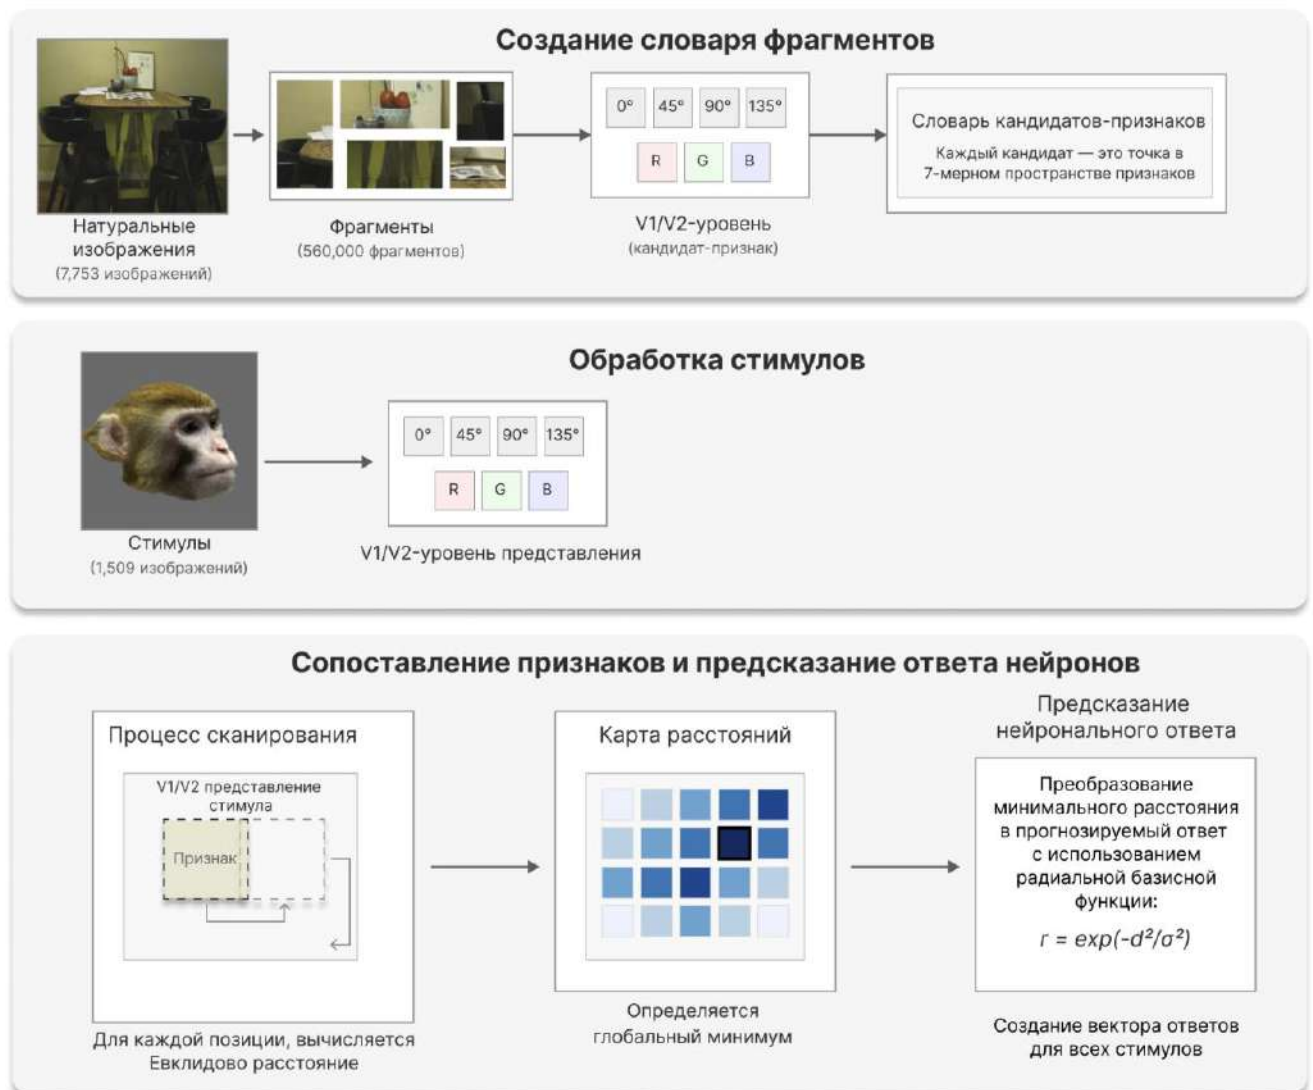 Создание словаря фрагментов
0° 45° 90° 135°
R G B
Словарь кандидатов-признаков
Каждый кандидат — это точка в
7-мерном пространстве признаков
Натуральные
изображения
(7,753 изображений)
Фрагменты
(560,000 фрагментов)
V1/V2-уровень
(кандидат-признак)
Обработка стимулов
0° 45° 90° 135°
R G B
Стимулы
(1,509 изображений)
V1/V2-уровень представления
Сопоставление признаков и предсказание ответа нейронов
Процесс сканирования
V1/V2 представление
стимула
Признак
Для каждой позиции, вычисляется
Евклидово расстояние
Карта расстояний
Определяется
глобальный минимум
Предсказание
нейронального ответа
Преобразование
минимального расстояния
в прогнозируемый ответ
с использованием
радиальной базисной
функции:
r = exp(-d²/σ²)
Создание вектора ответов
для всех стимулов